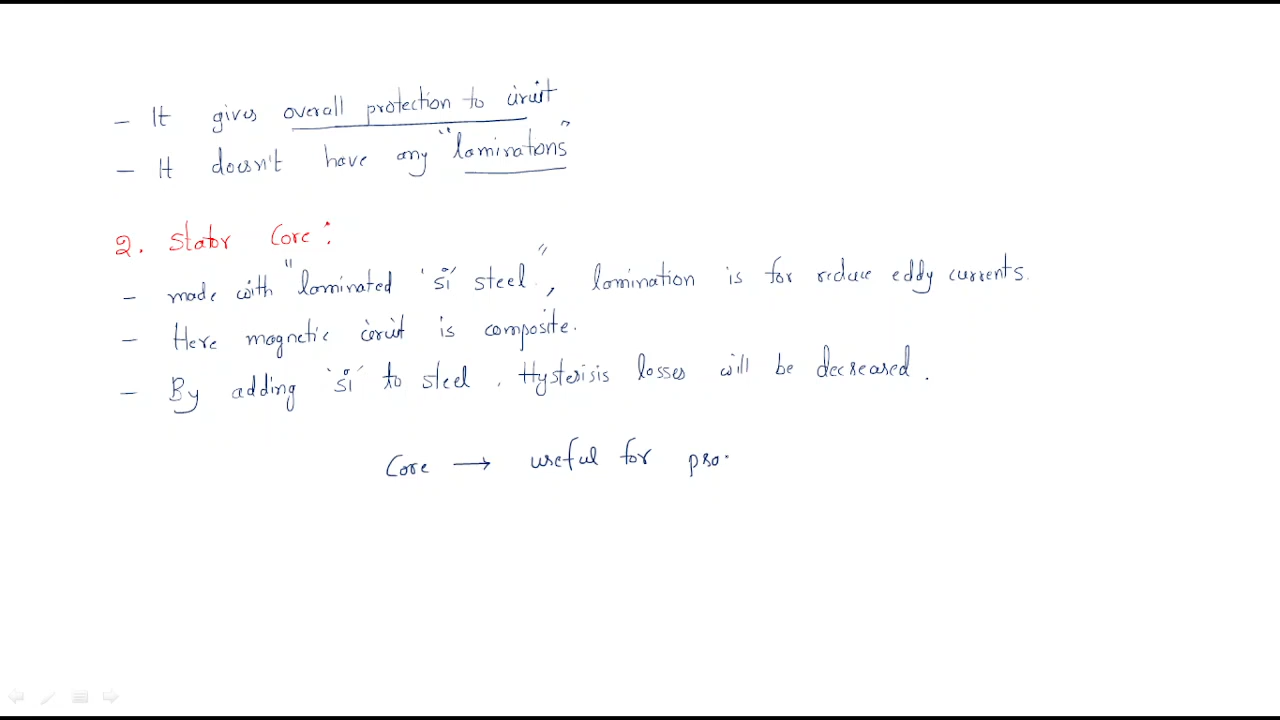 - It gives overall protection to circuit
- It doesn't have any "laminations"
2. Stator Core:
- made with "laminated 'si' steel", lamination is for reduce eddy currents.
- Here magnetic circuit is composite.
- By adding 'si' to steel, Hysterisis losses will be decreased.
Core → useful for pro